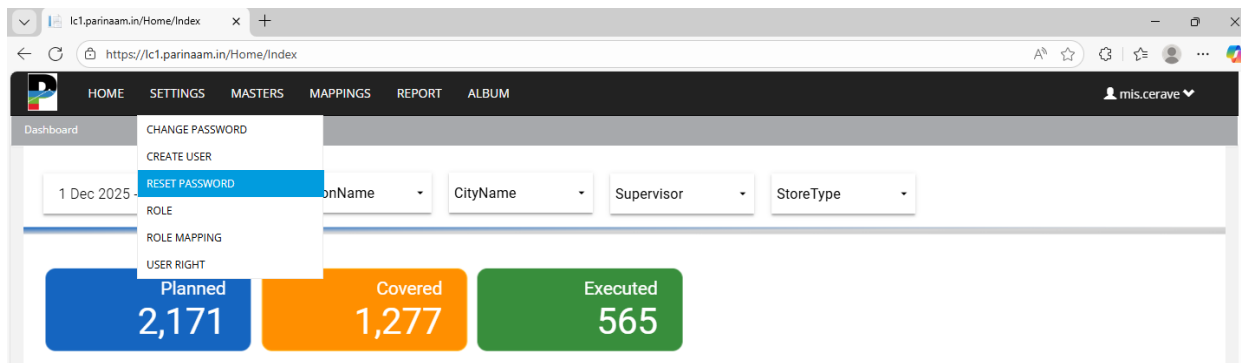 lc1.parinaam.in/Home/Index
https://lc1.parinaam.in/Home/Index
P HOME SETTINGS MASTERS MAPPINGS REPORT ALBUM mis.cerave
Dashboard
CHANGE PASSWORD
CREATE USER
RESET PASSWORD
ROLE
ROLE MAPPING
USER RIGHT
1 Dec 2025 - onName CityName Supervisor StoreType
Planned Covered Executed
2,171 1,277 565